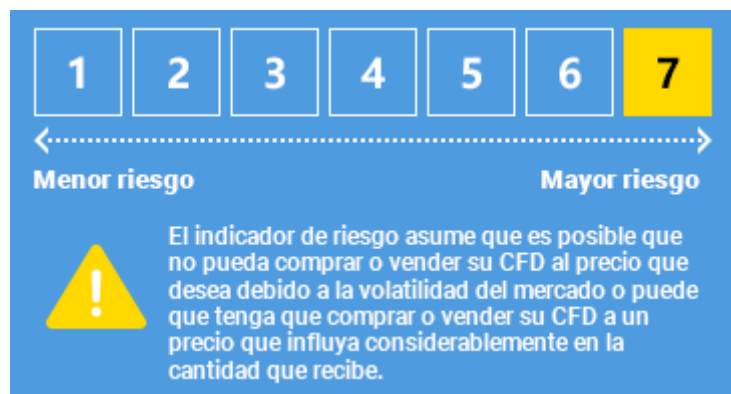 1 2 3 4 5 6 7
Menor riesgo Mayor riesgo
El indicador de riesgo asume que es posible que
no pueda comprar o vender su CFD al precio que
desea debido a la volatilidad del mercado o puede
que tenga que comprar o vender su CFD a un
precio que influya considerablemente en la
cantidad que recibe.